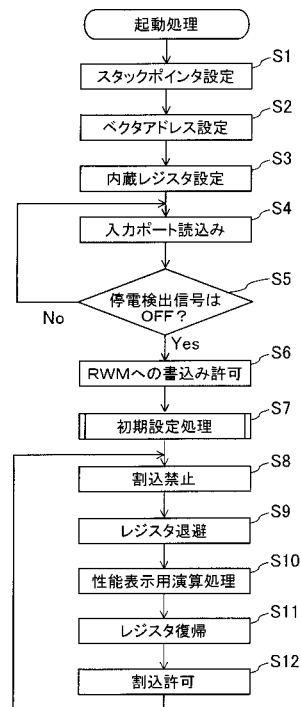 起動処理
S1
スタックポインタ設定
S2
ベクタアドレス設定
S3
内蔵レジスタ設定
S4
入力ポート読込み
S5
停電検出信号は
OFF?
No
Yes
S6
RWMへの書込み許可
S7
初期設定処理
S8
割込禁止
S9
レジスタ退避
S10
性能表示用演算処理
S11
レジスタ復帰
S12
割込許可